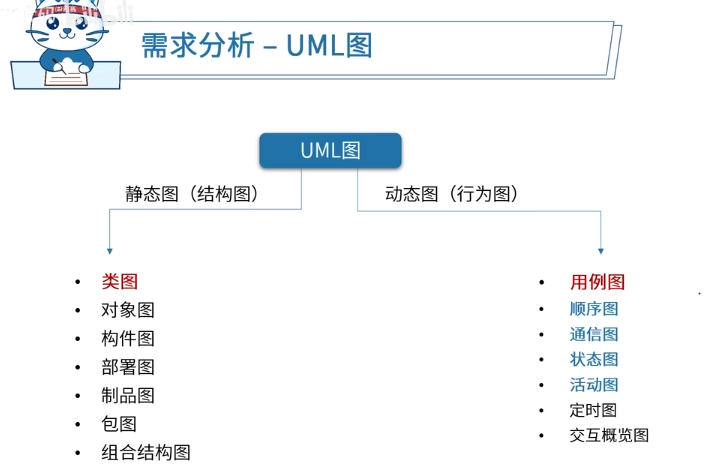 需求分析 – UML图
UML图
静态图（结构图）
动态图（行为图）
• 类图
• 对象图
• 构件图
• 部署图
• 制品图
• 包图
• 组合结构图
• 用例图
• 顺序图
• 通信图
• 状态图
• 活动图
• 定时图
• 交互概览图